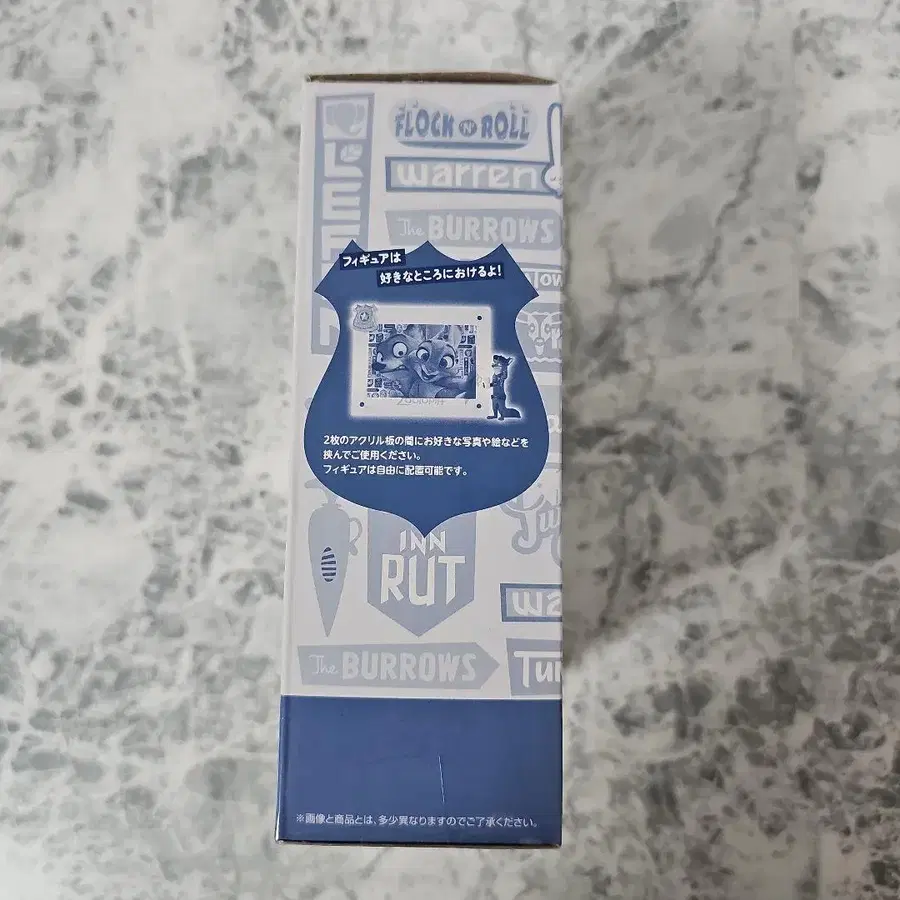 FLOCK N' ROLL
warren
The BURROWS
フィギュアは
好きなところにおけるよ!
2枚のアクリル板の間にお好きな写真や絵などを
挟んでご使用ください。
フィギュアは自由に配置可能です。
INN
RUT
The BURROWS
※画像と商品とは、多少異なりますのでご了承ください。